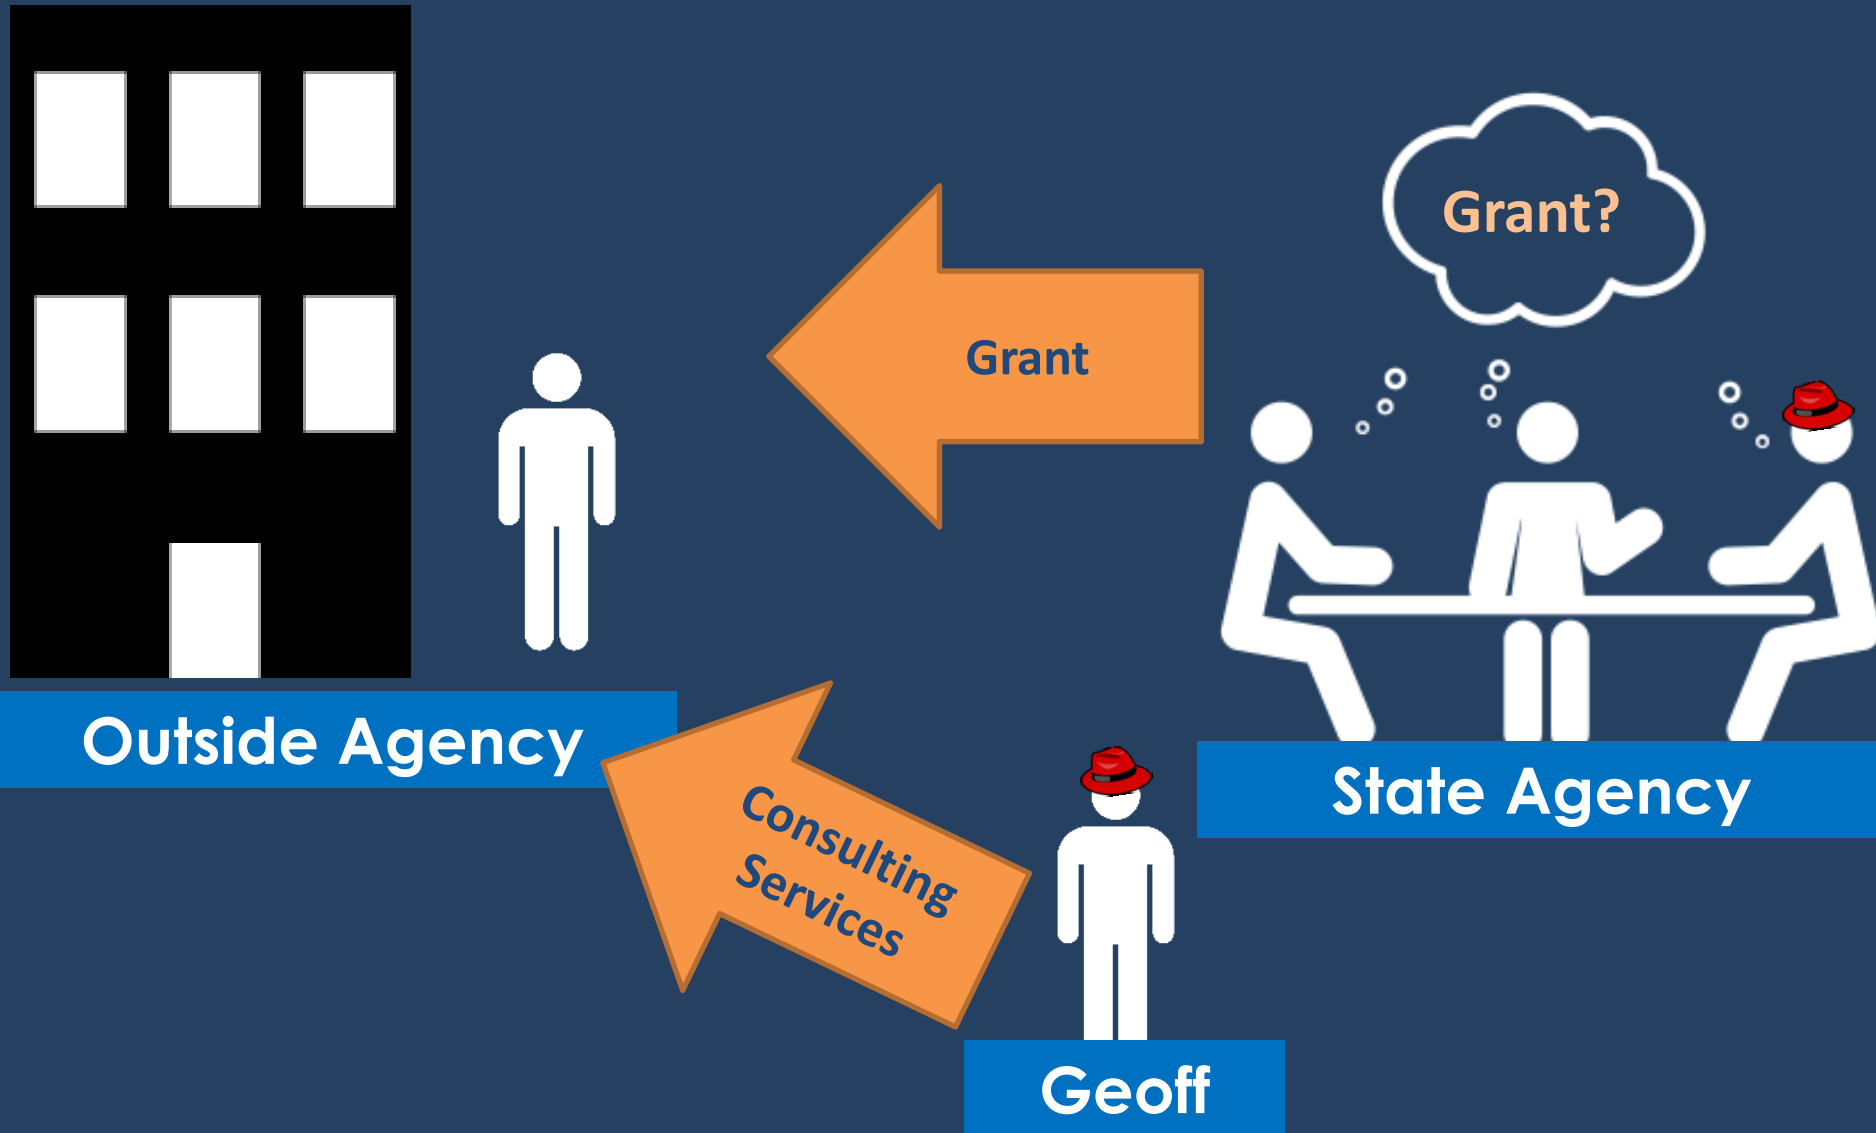 Grant?
Grant
Outside Agency
Consulting
Services
State Agency
Geoff